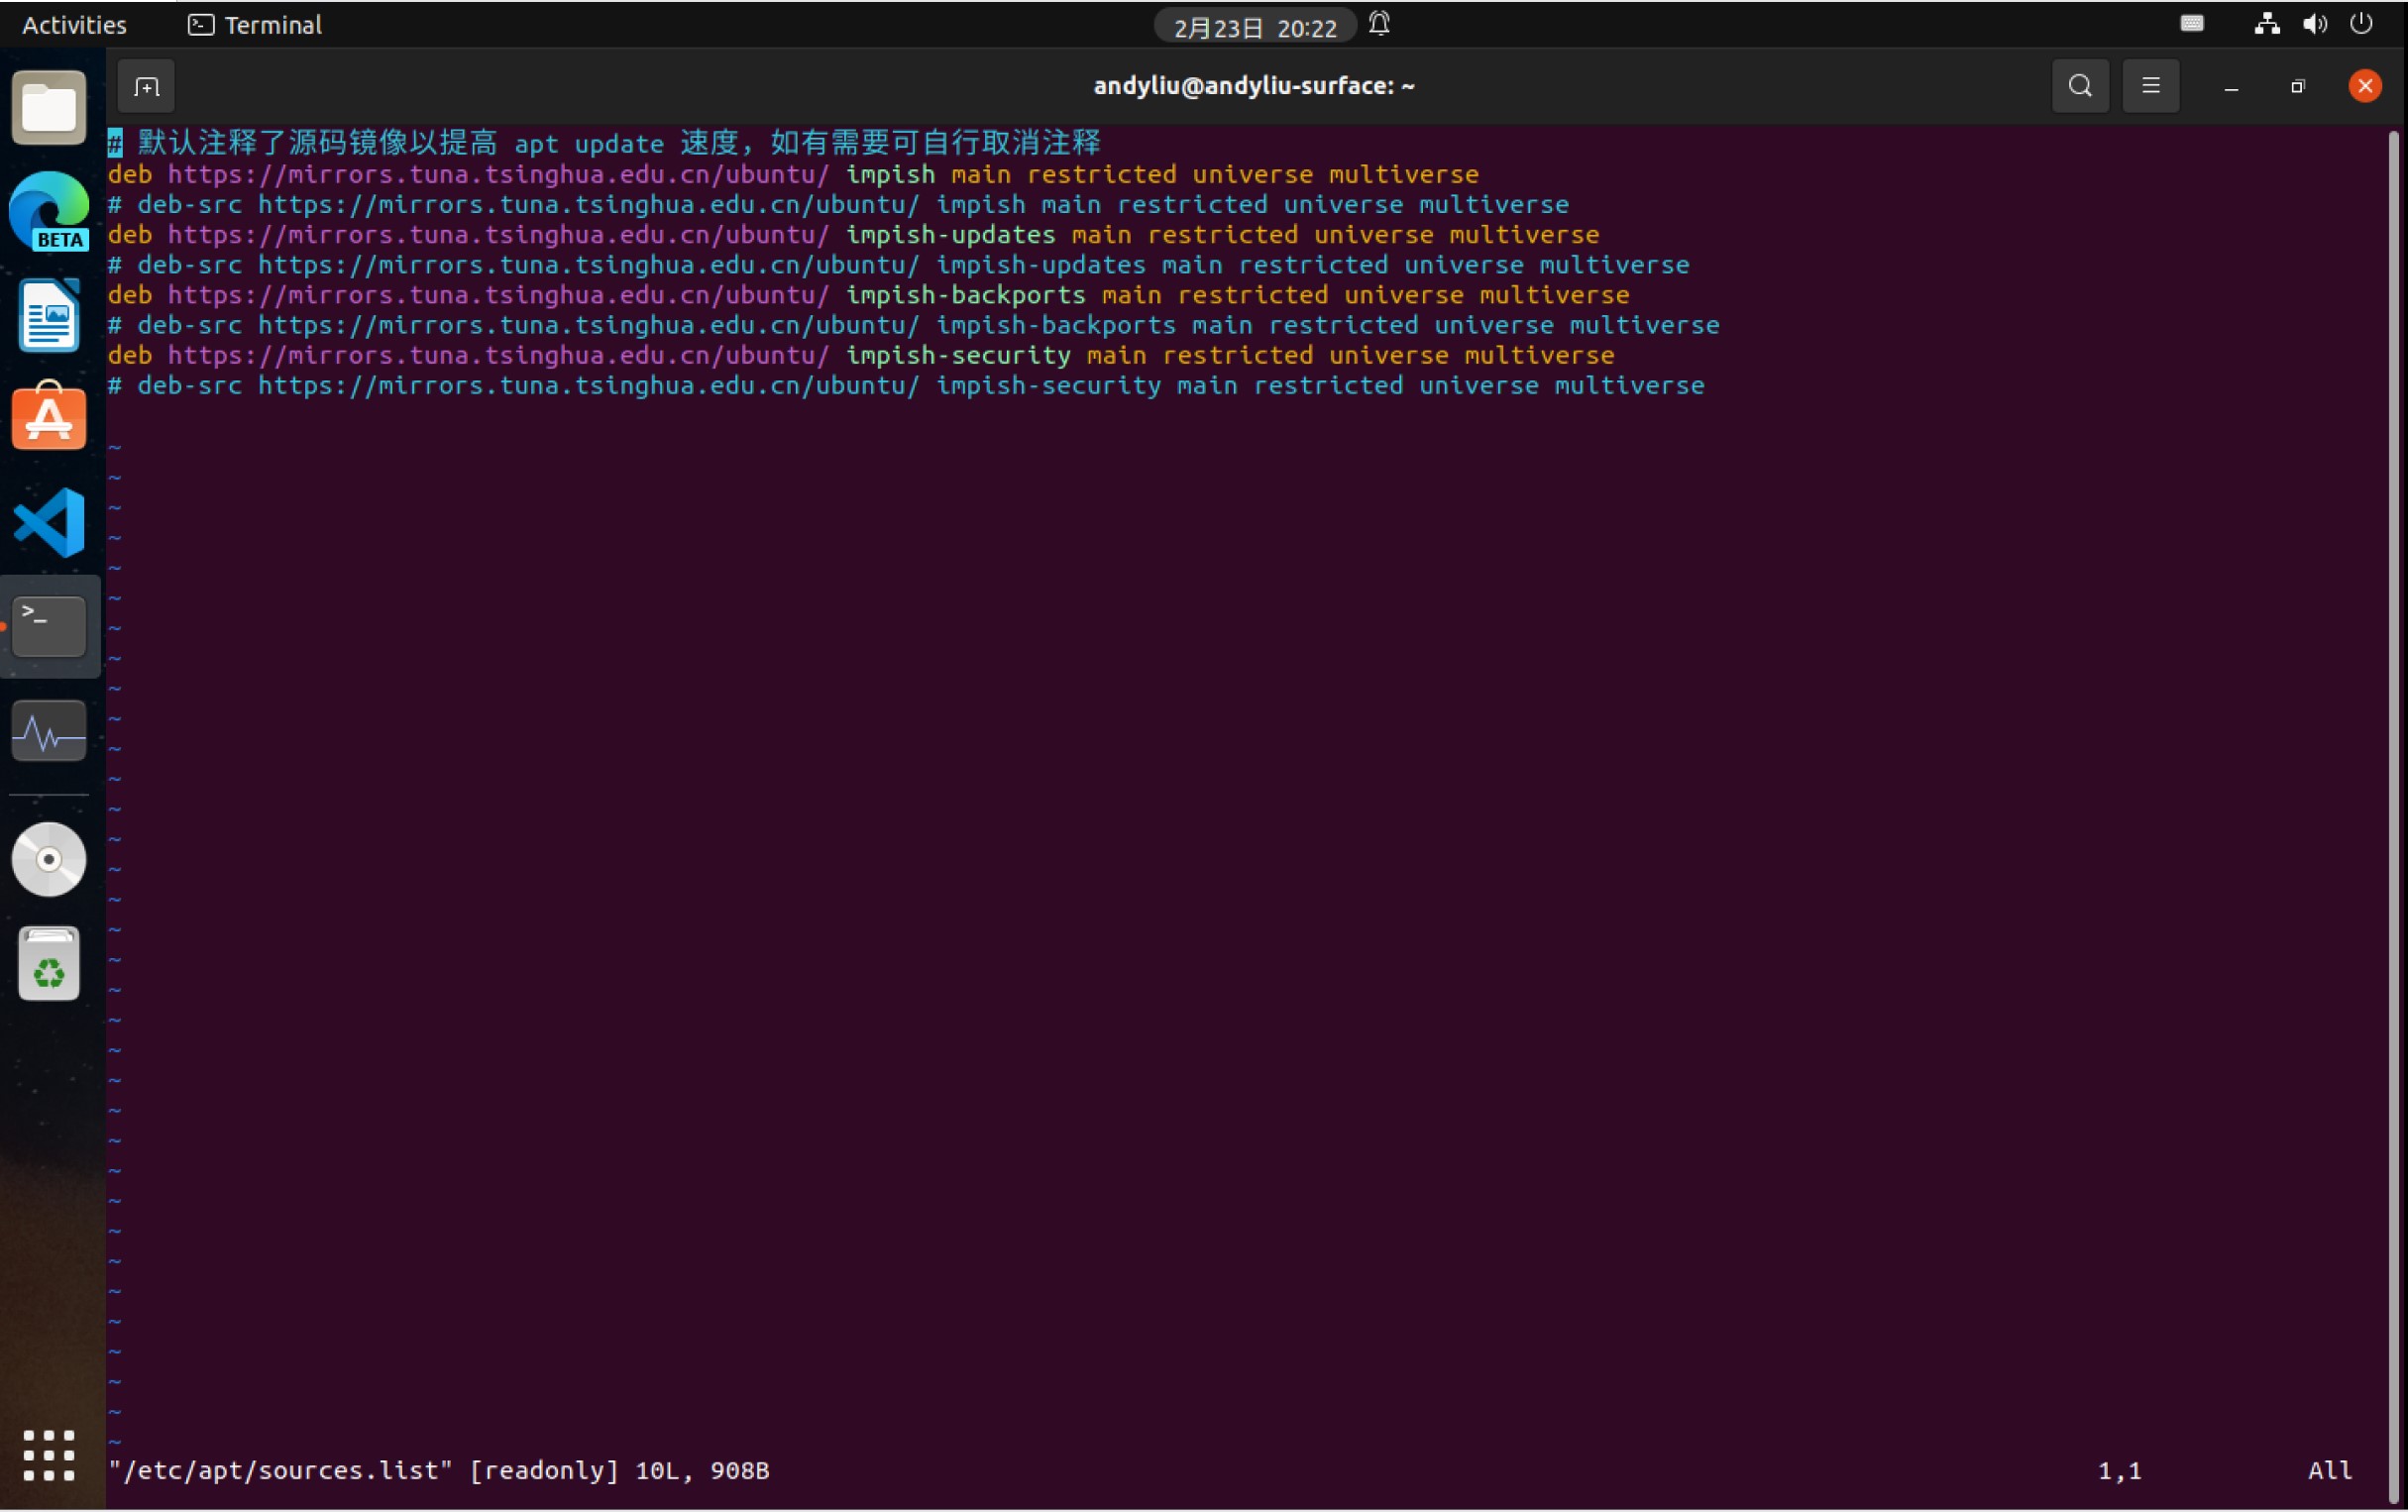 Activities Terminal 2月23日 20:22
andyliu@andyliu-surface: ~
# 默认注释了源码镜像以提高 apt update 速度，如有需要可自行取消注释
deb https://mirrors.tuna.tsinghua.edu.cn/ubuntu/ impish main restricted universe multiverse
# deb-src https://mirrors.tuna.tsinghua.edu.cn/ubuntu/ impish main restricted universe multiverse
deb https://mirrors.tuna.tsinghua.edu.cn/ubuntu/ impish-updates main restricted universe multiverse
# deb-src https://mirrors.tuna.tsinghua.edu.cn/ubuntu/ impish-updates main restricted universe multiverse
deb https://mirrors.tuna.tsinghua.edu.cn/ubuntu/ impish-backports main restricted universe multiverse
# deb-src https://mirrors.tuna.tsinghua.edu.cn/ubuntu/ impish-backports main restricted universe multiverse
deb https://mirrors.tuna.tsinghua.edu.cn/ubuntu/ impish-security main restricted universe multiverse
# deb-src https://mirrors.tuna.tsinghua.edu.cn/ubuntu/ impish-security main restricted universe multiverse
BETA
"/etc/apt/sources.list" [readonly] 10L, 908B 1,1 All